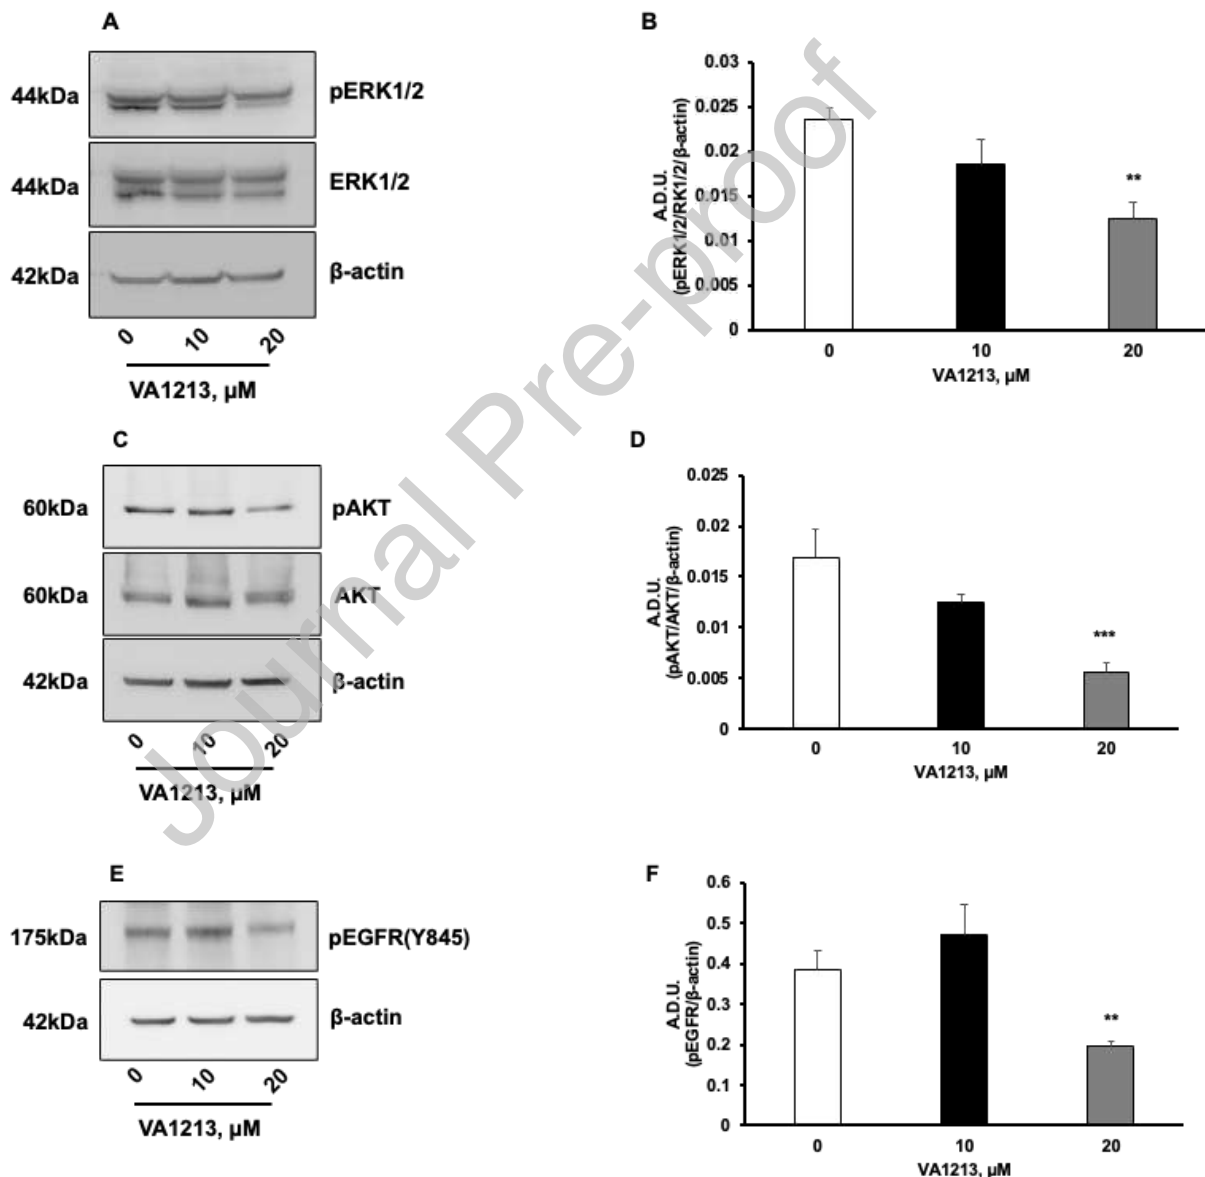 A
44kDa
pERK1/2
44kDa
ERK1/2
42kDa
β-actin
0 10 20
VA1213, µM
B
0.03
0.025
0.02
0.015
0.01
0.005
0
A.D.U.
(pERK1/2/RK1/2/β-actin)
**
0 10 20
VA1213, µM
C
60kDa
pAKT
60kDa
AKT
42kDa
β-actin
0 10 20
VA1213, µM
D
0.025
0.02
0.015
0.01
0.005
0
A.D.U.
(pAKT/AKT/β-actin)
***
0 10 20
VA1213, µM
E
175kDa
pEGFR(Y845)
42kDa
β-actin
0 10 20
VA1213, µM
F
0.6
0.5
0.4
0.3
0.2
0.1
0
A.D.U.
(pEGFR/β-actin)
**
0 10 20
VA1213, µM
Journal Pre-proof